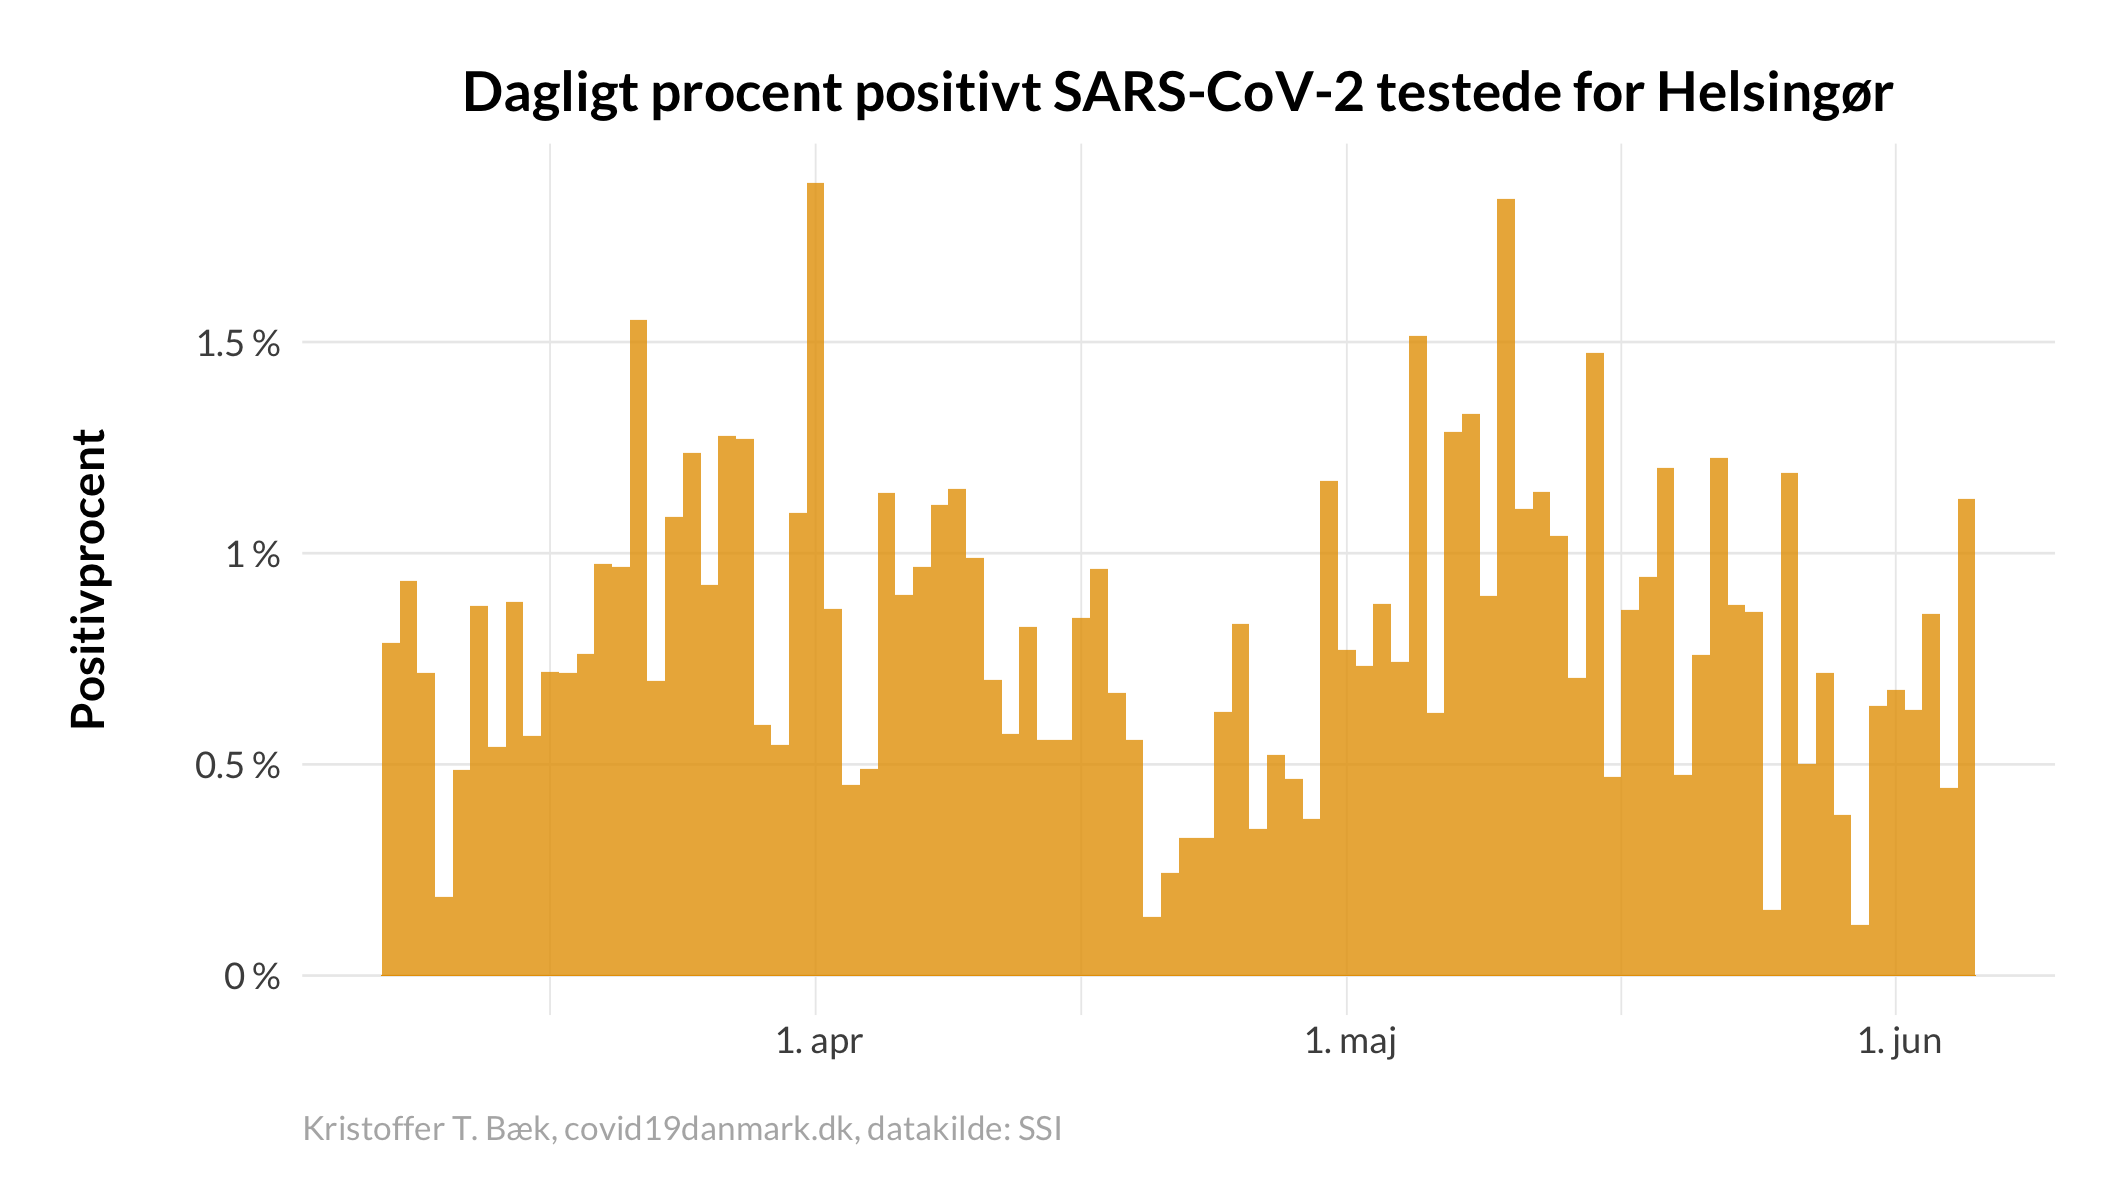 Dagligt procent positivt SARS-CoV-2 testede for Helsingør
Positivprocent
1.5 %
1 %
0.5 %
0 %
1. apr
1. maj
1. jun
Kristoffer T. Bæk, covid19danmark.dk, datakilde: SSI